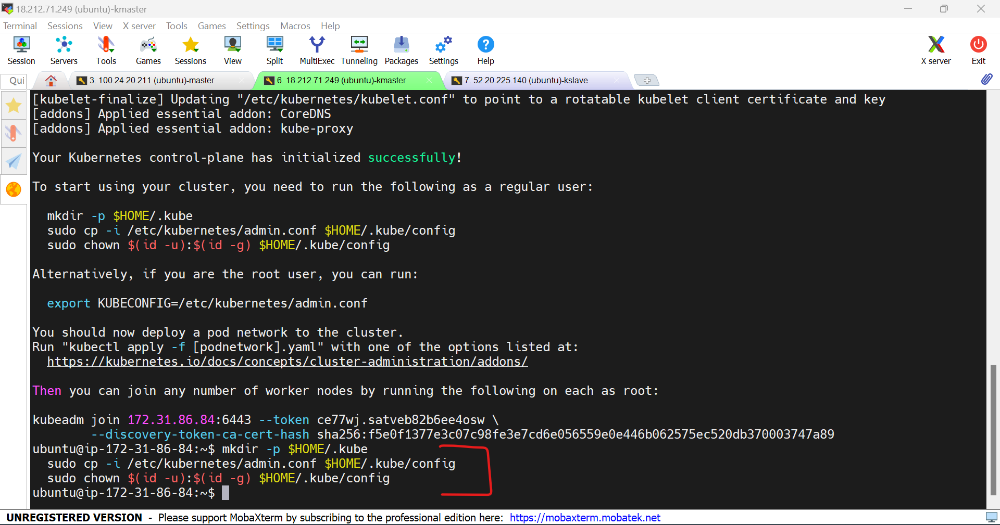 18.212.71.249 (ubuntu)-kmaster
Terminal Sessions View X server Tools Games Settings Macros Help
Session Servers Tools Games Sessions View Split MultiExec Tunneling Packages Settings Help X server Exit
Qui 3. 100.24.20.211 (ubuntu)-master 6. 18.212.71.249 (ubuntu)-kmaster 7. 52.20.225.140 (ubuntu)-kslave
[kubelet-finalize] Updating "/etc/kubernetes/kubelet.conf" to point to a rotatable kubelet client certificate and key
[addons] Applied essential addon: CoreDNS
[addons] Applied essential addon: kube-proxy
Your Kubernetes control-plane has initialized successfully!
To start using your cluster, you need to run the following as a regular user:
mkdir -p $HOME/.kube
sudo cp -i /etc/kubernetes/admin.conf $HOME/.kube/config
sudo chown $(id -u):$(id -g) $HOME/.kube/config
Alternatively, if you are the root user, you can run:
export KUBECONFIG=/etc/kubernetes/admin.conf
You should now deploy a pod network to the cluster.
Run "kubectl apply -f [podnetwork].yaml" with one of the options listed at:
https://kubernetes.io/docs/concepts/cluster-administration/addons/
Then you can join any number of worker nodes by running the following on each as root:
kubeadm join 172.31.86.84:6443 --token ce77wj.satveb82b6ee4osw \
--discovery-token-ca-cert-hash sha256:f5e0f1377e3c07c98fe3e7cd6e056559e0e446b062575ec520db370003747a89
ubuntu@ip-172-31-86-84:~$ mkdir -p $HOME/.kube
sudo cp -i /etc/kubernetes/admin.conf $HOME/.kube/config
sudo chown $(id -u):$(id -g) $HOME/.kube/config
ubuntu@ip-172-31-86-84:~$
UNREGISTERED VERSION - Please support MobaXterm by subscribing to the professional edition here: https://mobaxterm.mobatek.net